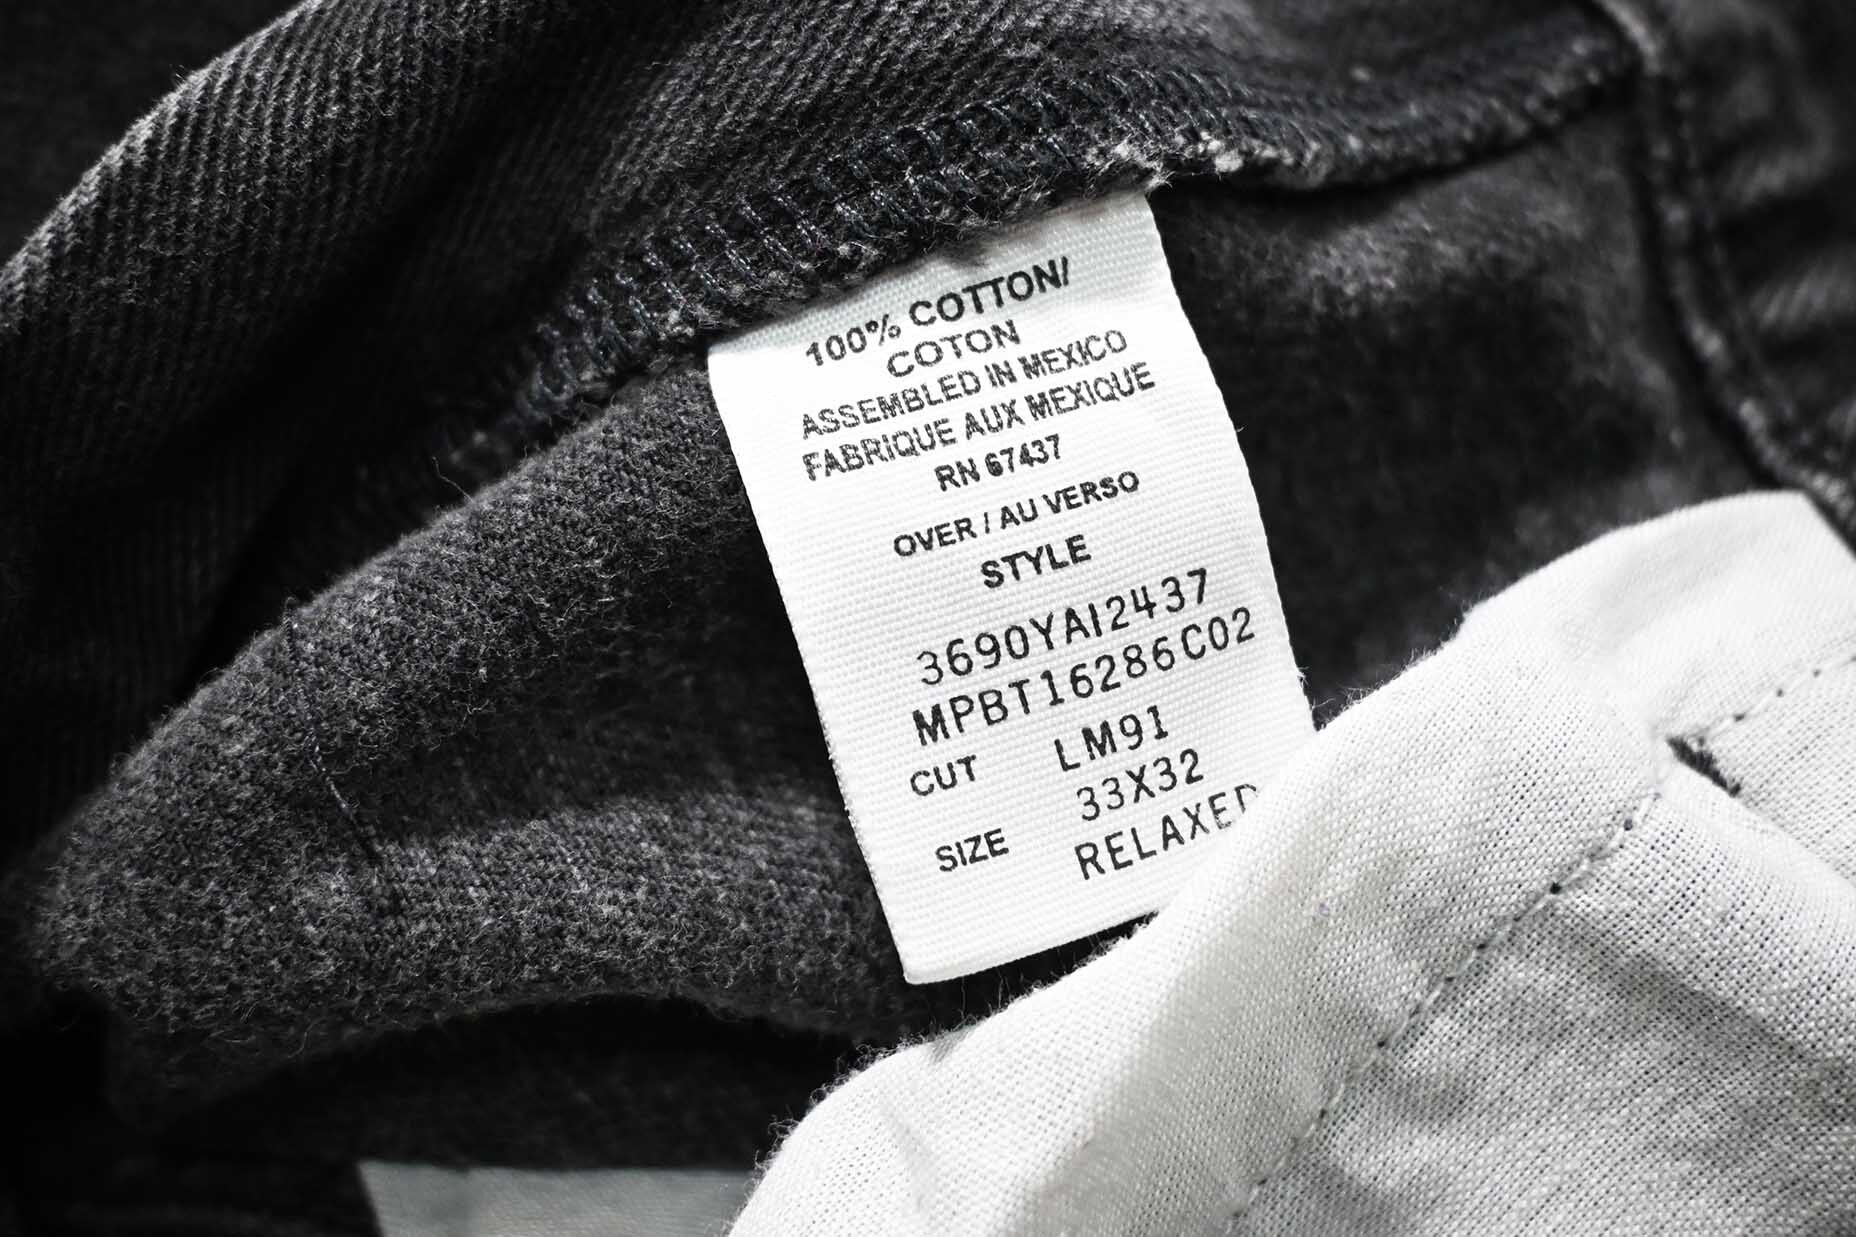 100% COTTON/
COTON
ASSEMBLED IN MEXICO
FABRIQUE AUX MEXIQUE
RN 67437
OVER / AU VERSO
STYLE
3690YAI2437
MPBT16286C02
CUT LM91
33X32
SIZE RELAXED